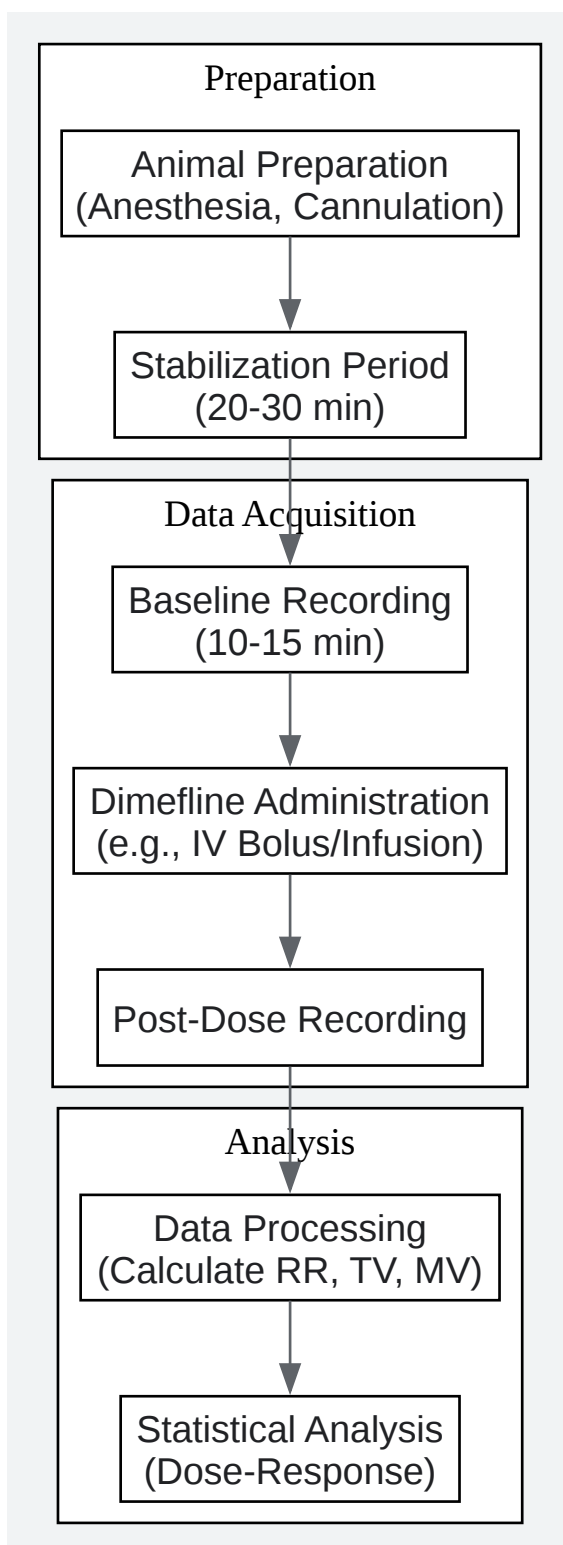 Preparation
Animal Preparation
(Anesthesia, Cannulation)
Stabilization Period
(20-30 min)
Data Acquisition
Baseline Recording
(10-15 min)
Dimefline Administration
(e.g., IV Bolus/Infusion)
Post-Dose Recording
Analysis
Data Processing
(Calculate RR, TV, MV)
Statistical Analysis
(Dose-Response)